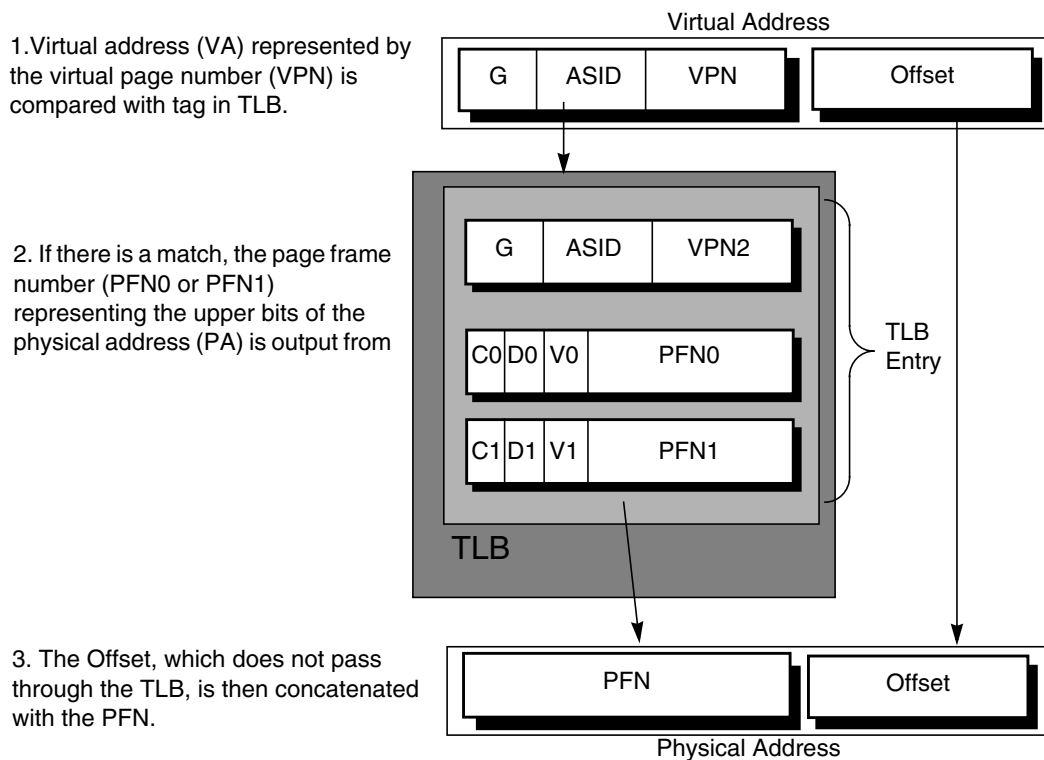 Virtual Address
1.Virtual address (VA) represented by
the virtual page number (VPN) is
compared with tag in TLB.
G ASID VPN Offset
2. If there is a match, the page frame
number (PFN0 or PFN1)
representing the upper bits of the
physical address (PA) is output from
G ASID VPN2
C0 D0 V0 PFN0
C1 D1 V1 PFN1
TLB
Entry
TLB
3. The Offset, which does not pass
through the TLB, is then concatenated
with the PFN.
PFN Offset
Physical Address